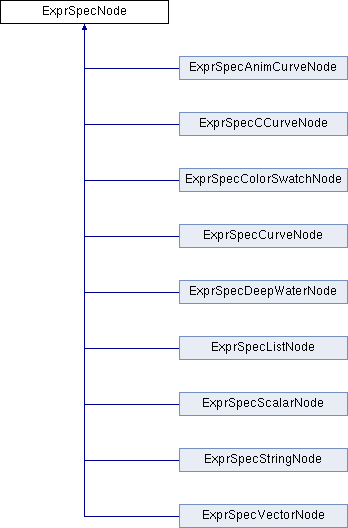 ExprSpecNode
ExprSpecAnimCurveNode
ExprSpecCCurveNode
ExprSpecColorSwatchNode
ExprSpecCurveNode
ExprSpecDeepWaterNode
ExprSpecListNode
ExprSpecScalarNode
ExprSpecStringNode
ExprSpecVectorNode